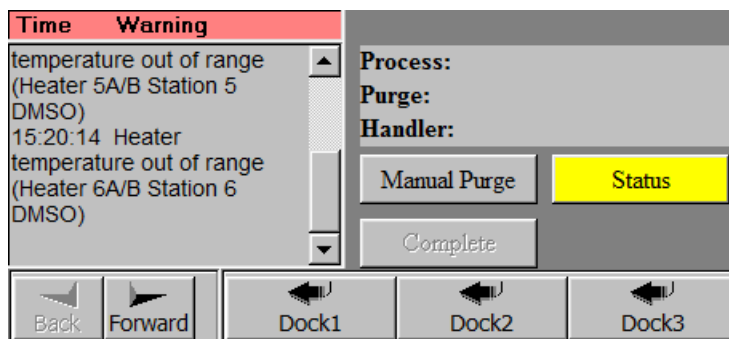 Time Warning
temperature out of range
(Heater 5A/B Station 5
DMSO)
15:20:14 Heater
temperature out of range
(Heater 6A/B Station 6
DMSO)
Process:
Purge:
Handler:
Manual Purge
Status
Complete
Back
Forward
Dock1
Dock2
Dock3